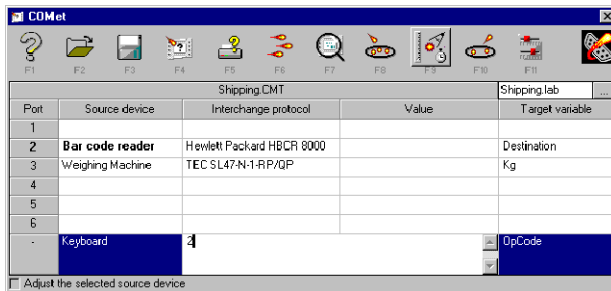 COMet
F1 F2 F3 F4 F5 F6 F7 F8 F9 F10 F11
Shipping.CMT Shipping.lab ...
Port Source device Interchange protocol Value Target variable
1
2 Bar code reader Hewlett Packard HBCR 8000 Destination
3 Weighing Machine TEC SL47-N-1-RP/QP Kg
4
5
6
- Keyboard 2 OpCode
Adjust the selected source device